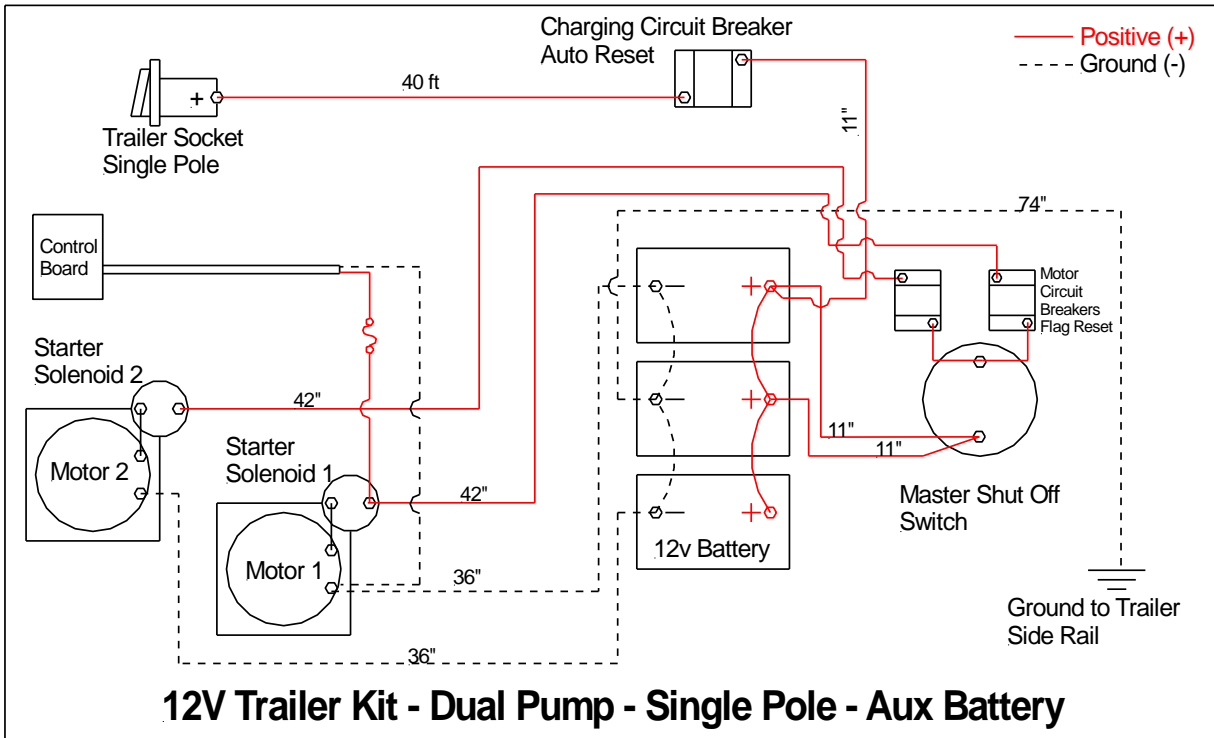 Charging Circuit Breaker
Auto Reset
Positive (+)
Ground (-)
40 ft
+
Trailer Socket
Single Pole
11"
74"
Control
Board
Motor
Circuit
Breakers
Flag Reset
+
+
+
Starter
Solenoid 2
42"
Motor 2
Starter
Solenoid 1
42"
Motor 1
11"
11"
Master Shut Off
Switch
12v Battery
36"
36"
Ground to Trailer
Side Rail
12V Trailer Kit - Dual Pump - Single Pole - Aux Battery